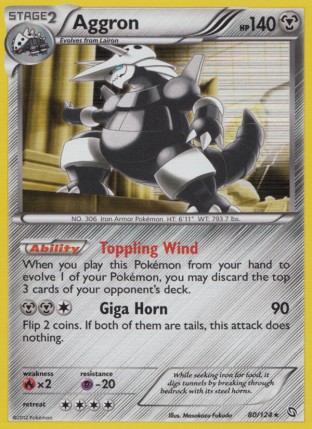 STAGE2
Aggron
HP140
Evolves from Lairon
NO. 306 Iron Armor Pokémon. HT: 6'11" WT: 793.7 lbs.
Ability Toppling Wind
When you play this Pokémon from your hand to
evolve 1 of your Pokémon, you may discard the top
3 cards of your opponent's deck.
Giga Horn 90
Flip 2 coins. If both of them are tails, this attack does
nothing.
weakness resistance
×2 -20
retreat
While seeking iron for food, it
digs tunnels by breaking through
bedrock with its steel horns.
©2012 Pokémon
Illus. Masakazu Fukuda
80/124